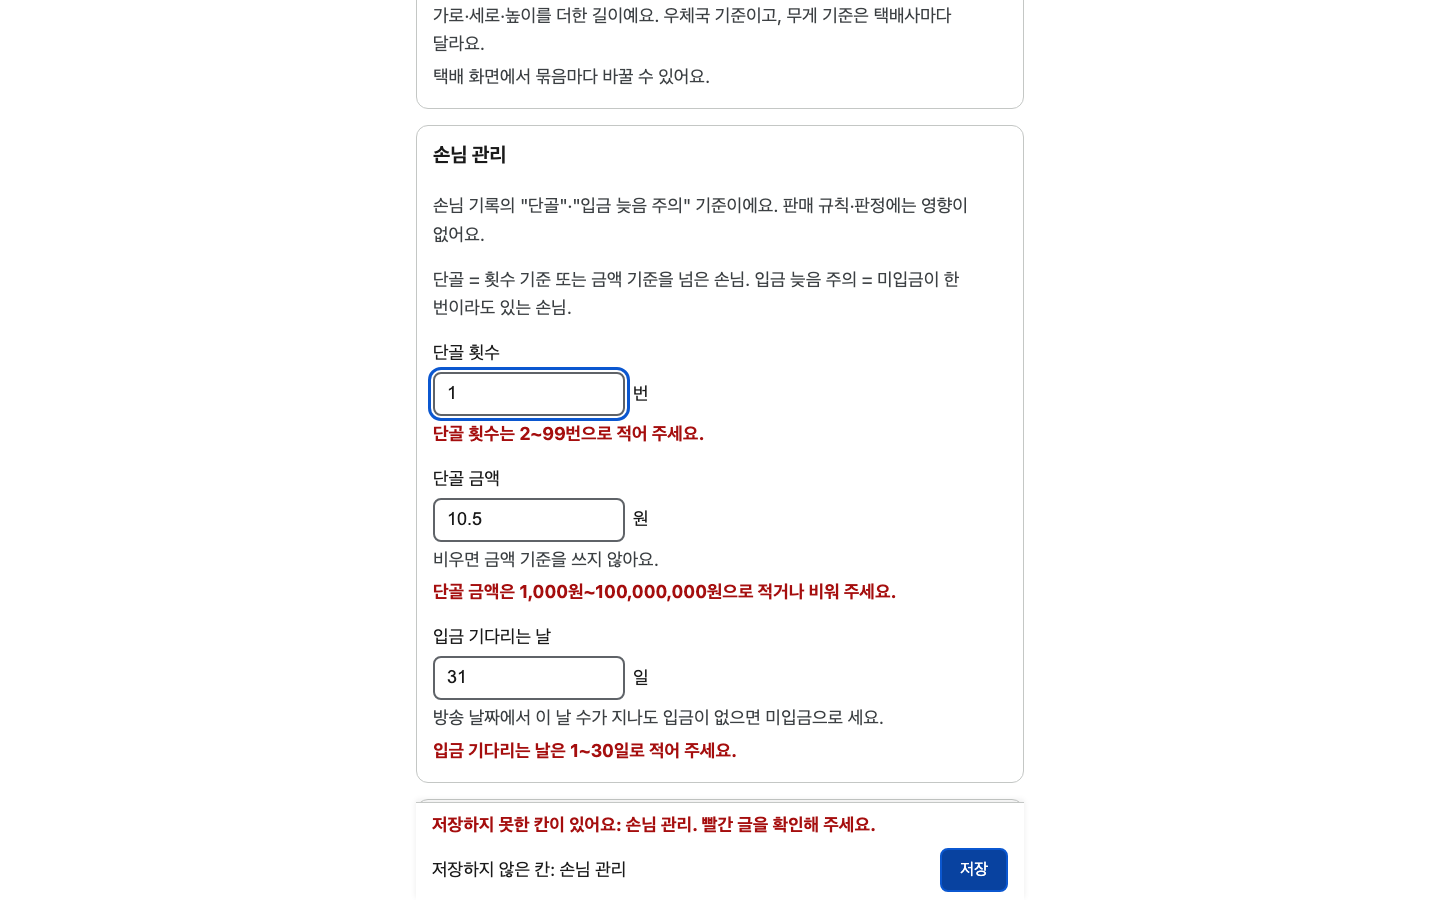 가로·세로·높이를 더한 길이예요. 우체국 기준이고, 무게 기준은 택배사마다
달라요.
택배 화면에서 묶음마다 바꿀 수 있어요.
손님 관리
손님 기록의 "단골"·"입금 늦음 주의" 기준이에요. 판매 규칙·판정에는 영향이
없어요.
단골 = 횟수 기준 또는 금액 기준을 넘은 손님. 입금 늦음 주의 = 미입금이 한
번이라도 있는 손님.
단골 횟수
1 번
단골 횟수는 2~99번으로 적어 주세요.
단골 금액
10.5 원
비우면 금액 기준을 쓰지 않아요.
단골 금액은 1,000원~100,000,000원으로 적거나 비워 주세요.
입금 기다리는 날
31 일
방송 날짜에서 이 날 수가 지나도 입금이 없으면 미입금으로 세요.
입금 기다리는 날은 1~30일로 적어 주세요.
저장하지 못한 칸이 있어요: 손님 관리. 빨간 글을 확인해 주세요.
저장하지 않은 칸: 손님 관리 저장